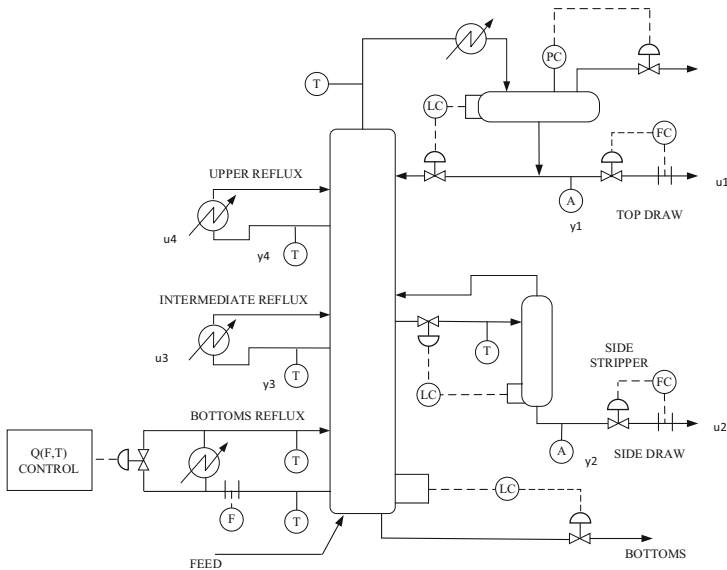 PC
T
LC
FC
UPPER REFLUX
u1
A
u4
y4
T
y1
TOP DRAW
INTERMEDIATE REFLUX
u3
y3
T
T
SIDE
STRIPPER
LC
FC
BOTTOMS REFLUX
u2
Q(F,T)
CONTROL
T
A
y2
SIDE DRAW
F
T
LC
FEED
BOTTOMS